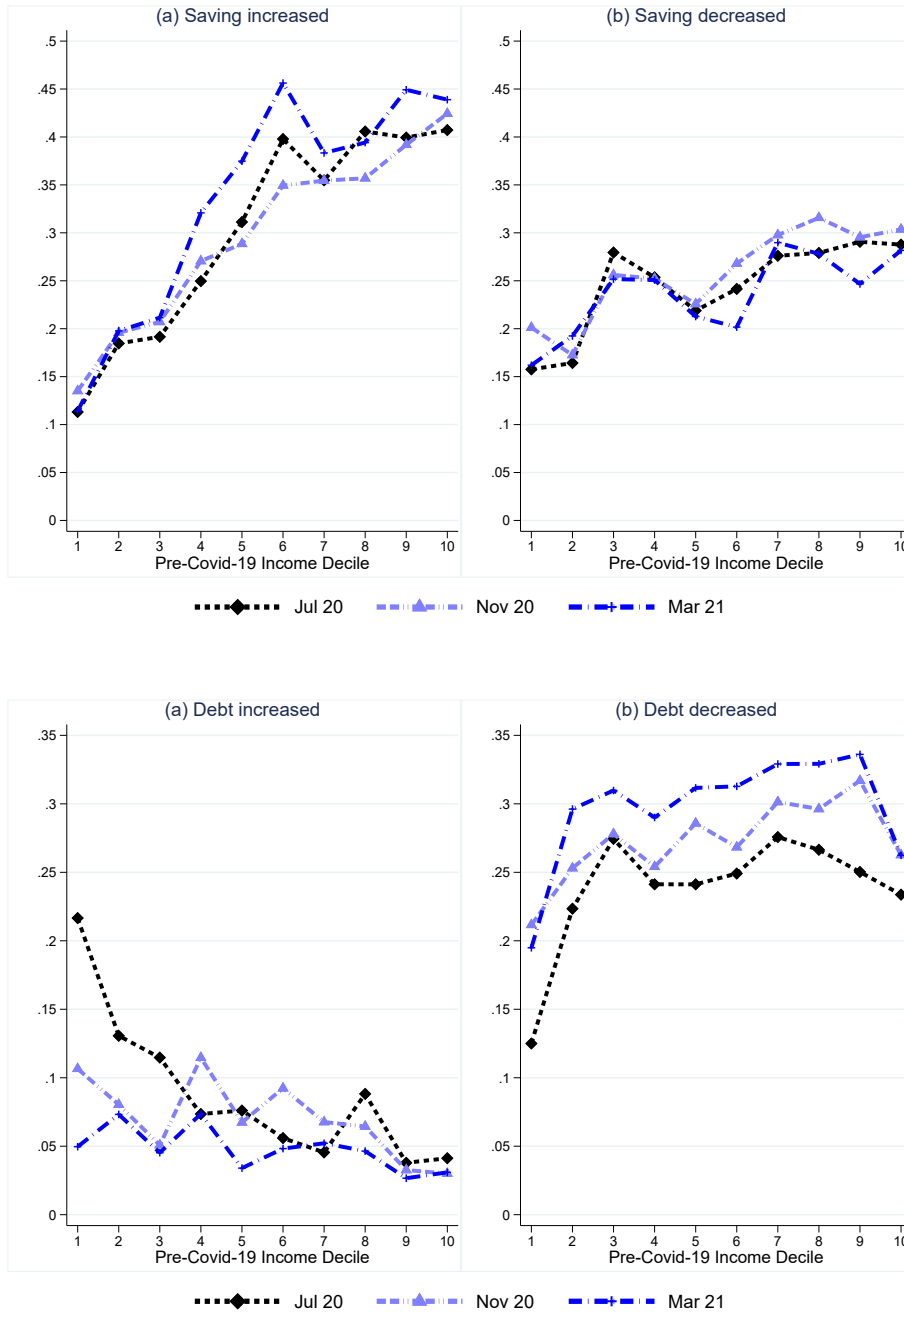 (a) Saving increased
.5
.45
.4
.35
.3
.25
.2
.15
.1
.05
0
1 2 3 4 5 6 7 8 9 10
Pre-Covid-19 Income Decile
(b) Saving decreased
.5
.45
.4
.35
.3
.25
.2
.15
.1
.05
0
1 2 3 4 5 6 7 8 9 10
Pre-Covid-19 Income Decile
Jul 20 Nov 20 Mar 21
(a) Debt increased
.35
.3
.25
.2
.15
.1
.05
0
1 2 3 4 5 6 7 8 9 10
Pre-Covid-19 Income Decile
(b) Debt decreased
.35
.3
.25
.2
.15
.1
.05
0
1 2 3 4 5 6 7 8 9 10
Pre-Covid-19 Income Decile
Jul 20 Nov 20 Mar 21